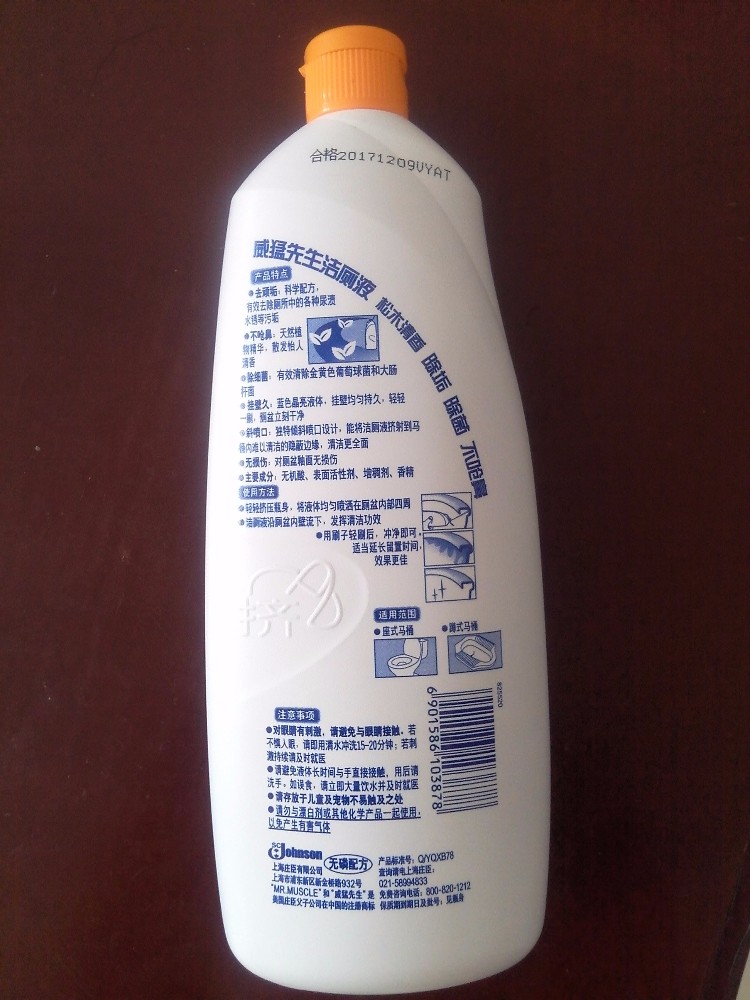 合格20171209VYAT
威猛先生洁厕液 松木清香 除垢 除菌 不呛鼻
产品特点
●去顽垢：科学配方，
有效去除厕所中的各种尿渍
水锈等污垢
●不呛鼻：天然植
物精华，散发怡人
清香
●除细菌：有效清除金黄色葡萄球菌和大肠
杆菌
●挂壁久：蓝色晶亮液体，挂壁均匀持久，轻轻
一刷，厕盆立刻干净
●斜喷口：独特倾斜喷口设计，能将洁厕液挤射到马
桶内难以清洁的隐蔽边缘，清洁更全面
●无损伤：对厕盆釉面无损伤
●主要成分：无机酸、表面活性剂、增稠剂、香精
使用方法
●轻轻挤压瓶身，将液体均匀喷洒在厕盆内部四周
●洁厕液沿厕盆内壁流下，发挥清洁功效
●用刷子轻刷后，冲净即可。
适当延长留置时间，
效果更佳
挤
适用范围
●座式马桶 ●蹲式马桶
825520
6901586103878
注意事项
●对眼睛有刺激，请避免与眼睛接触。若
不慎入眼，请即用清水冲洗15-20分钟；若刺
激持续请及时就医
●请避免液体长时间与手直接接触，用后请
洗手。如误食，请立即大量饮水并及时就医
●请存放于儿童及宠物不易触及之处
●请勿与漂白剂或其他化学产品一起使用，
以免产生有害气体
SC Johnson 无磷配方
上海庄臣有限公司
上海市浦东新区新金桥路932号
"MR.MUSCLE"和"威猛先生"是
美国庄臣父子公司在中国的注册商标
产品标准号：Q/YQXB78
查询请电上海庄臣：
021-58994833
免费咨询电话：800-820-1212
保质期到期日及批号：见瓶身